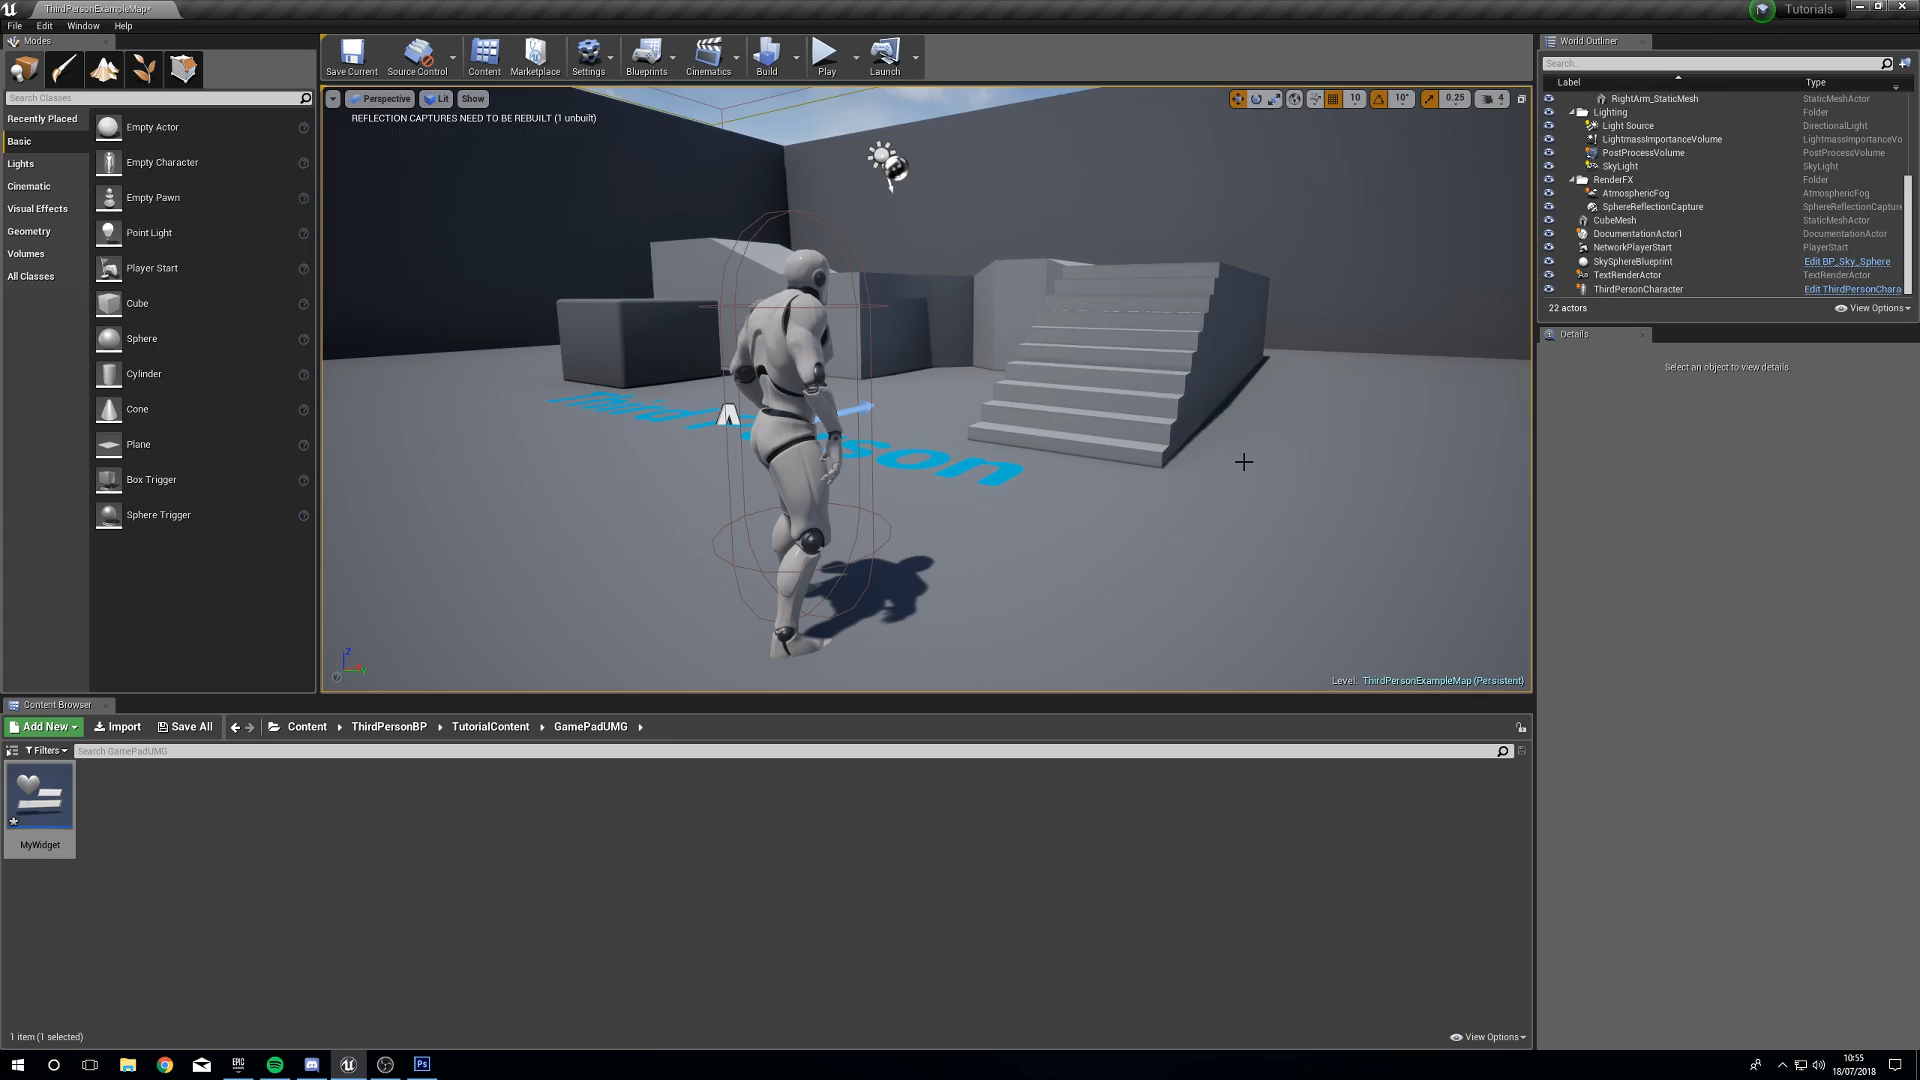 ThirdPersonExampleMap*
Tutorials
File Edit Window Help
Modes
Search Classes
Recently Placed
Basic
Lights
Cinematic
Visual Effects
Geometry
Volumes
All Classes
Empty Actor
Empty Character
Empty Pawn
Point Light
Player Start
Cube
Sphere
Cylinder
Cone
Plane
Box Trigger
Sphere Trigger
Save Current Source Control Content Marketplace Settings Blueprints Cinematics Build Play Launch
Perspective Lit Show
10 10° 0.25 4
REFLECTION CAPTURES NEED TO BE REBUILT (1 unbuilt)
Z
Level: ThirdPersonExampleMap (Persistent)
World Outliner
Search...
Label Type
RightArm_StaticMesh StaticMeshActor
Lighting Folder
Light Source DirectionalLight
LightmassImportanceVolume LightmassImportanceVo
PostProcessVolume PostProcessVolume
SkyLight SkyLight
RenderFX Folder
AtmosphericFog AtmosphericFog
SphereReflectionCapture SphereReflectionCapture
CubeMesh StaticMeshActor
DocumentationActor1 DocumentationActor
NetworkPlayerStart PlayerStart
SkySphereBlueprint Edit BP_Sky_Sphere
TextRenderActor TextRenderActor
ThirdPersonCharacter Edit ThirdPersonChara
22 actors View Options
Details
Select an object to view details.
Content Browser
Add New Import Save All Content ThirdPersonBP TutorialContent GamePadUMG
Filters Search GamePadUMG
MyWidget
1 item (1 selected) View Options
EPIC
Ps
10:55
18/07/2018